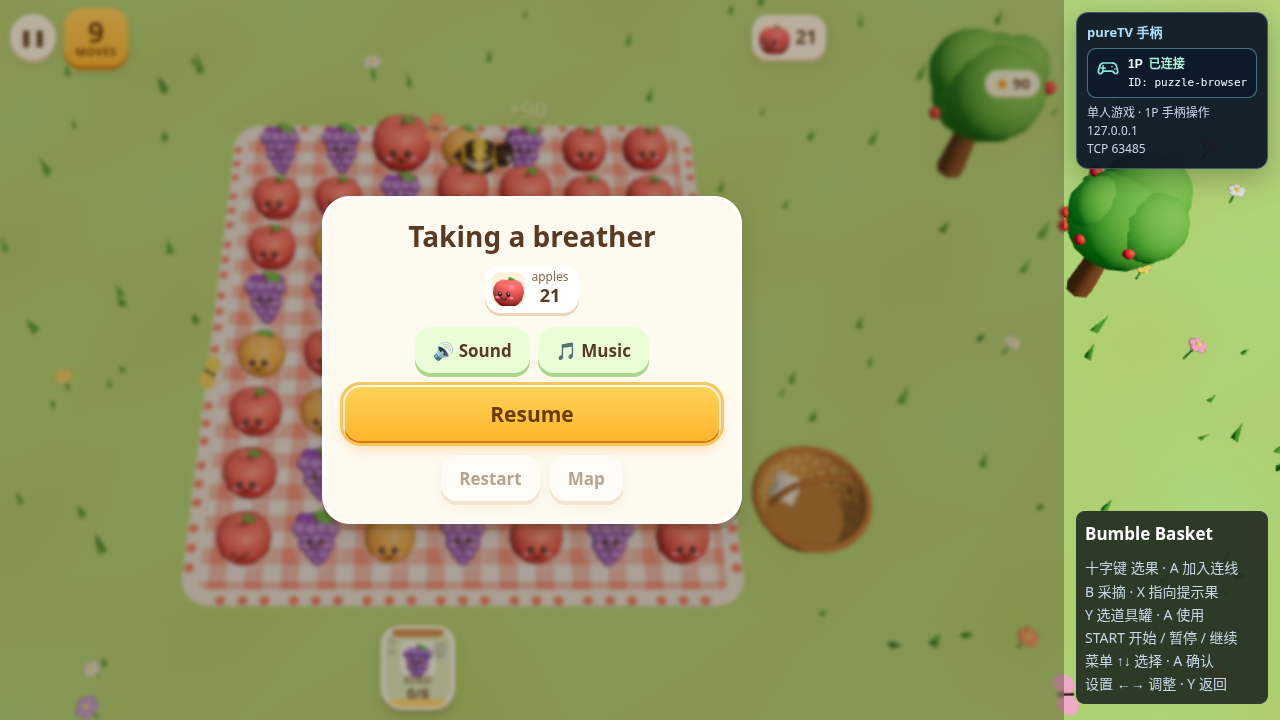 9
MOVES
21
90
+90
Taking a breather
apples
21
🔊 Sound
🎵 Music
Resume
Restart
Map
0/8
pureTV 手柄
1P 已连接
ID: puzzle-browser
单人游戏 · 1P 手柄操作
127.0.0.1
TCP 63485
Bumble Basket
十字键 选果 · A 加入连线
B 采摘 · X 指向提示果
Y 选道具罐 · A 使用
START 开始 / 暂停 / 继续
菜单 ↑↓ 选择 · A 确认
设置 ←→ 调整 · Y 返回